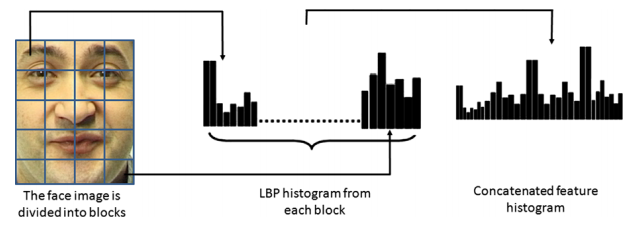 The face image is
divided into blocks
LBP histogram from
each block
Concatenated feature
histogram